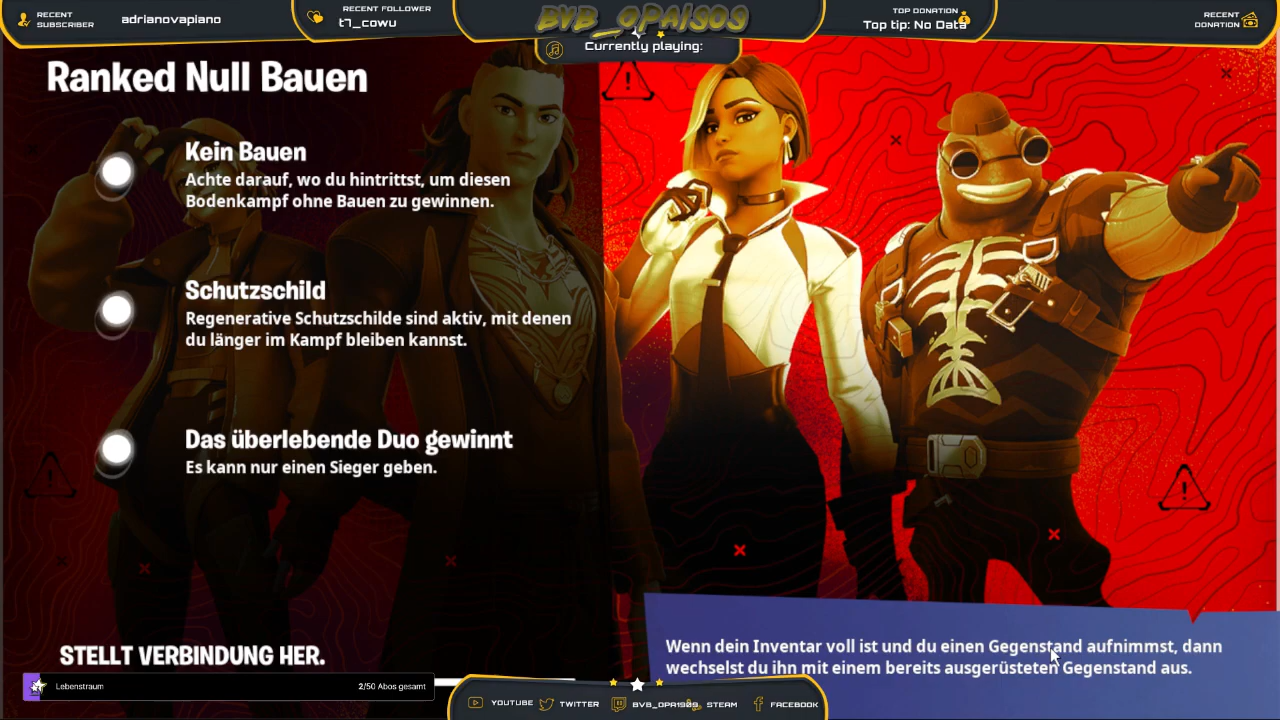 RECENT
SUBSCRIBER
adrianovapiano
RECENT FOLLOWER
t7_cowu
BVB_OPA1909
Currently playing:
TOP DONATION
Top tip: No Data
RECENT
DONATION
Ranked Null Bauen
Kein Bauen
Achte darauf, wo du hintrittst, um diesen
Bodenkampf ohne Bauen zu gewinnen.
Schutzschild
Regenerative Schutzschilde sind aktiv, mit denen
du länger im Kampf bleiben kannst.
Das überlebende Duo gewinnt
Es kann nur einen Sieger geben.
STELLT VERBINDUNG HER.
Lebenstraum
2/50 Abos gesamt
Wenn dein Inventar voll ist und du einen Gegenstand aufnimmst, dann
wechselst du ihn mit einem bereits ausgerüsteten Gegenstand aus.
YOUTUBE
TWITTER
BVB_OPA1909
STEAM
FACEBOOK